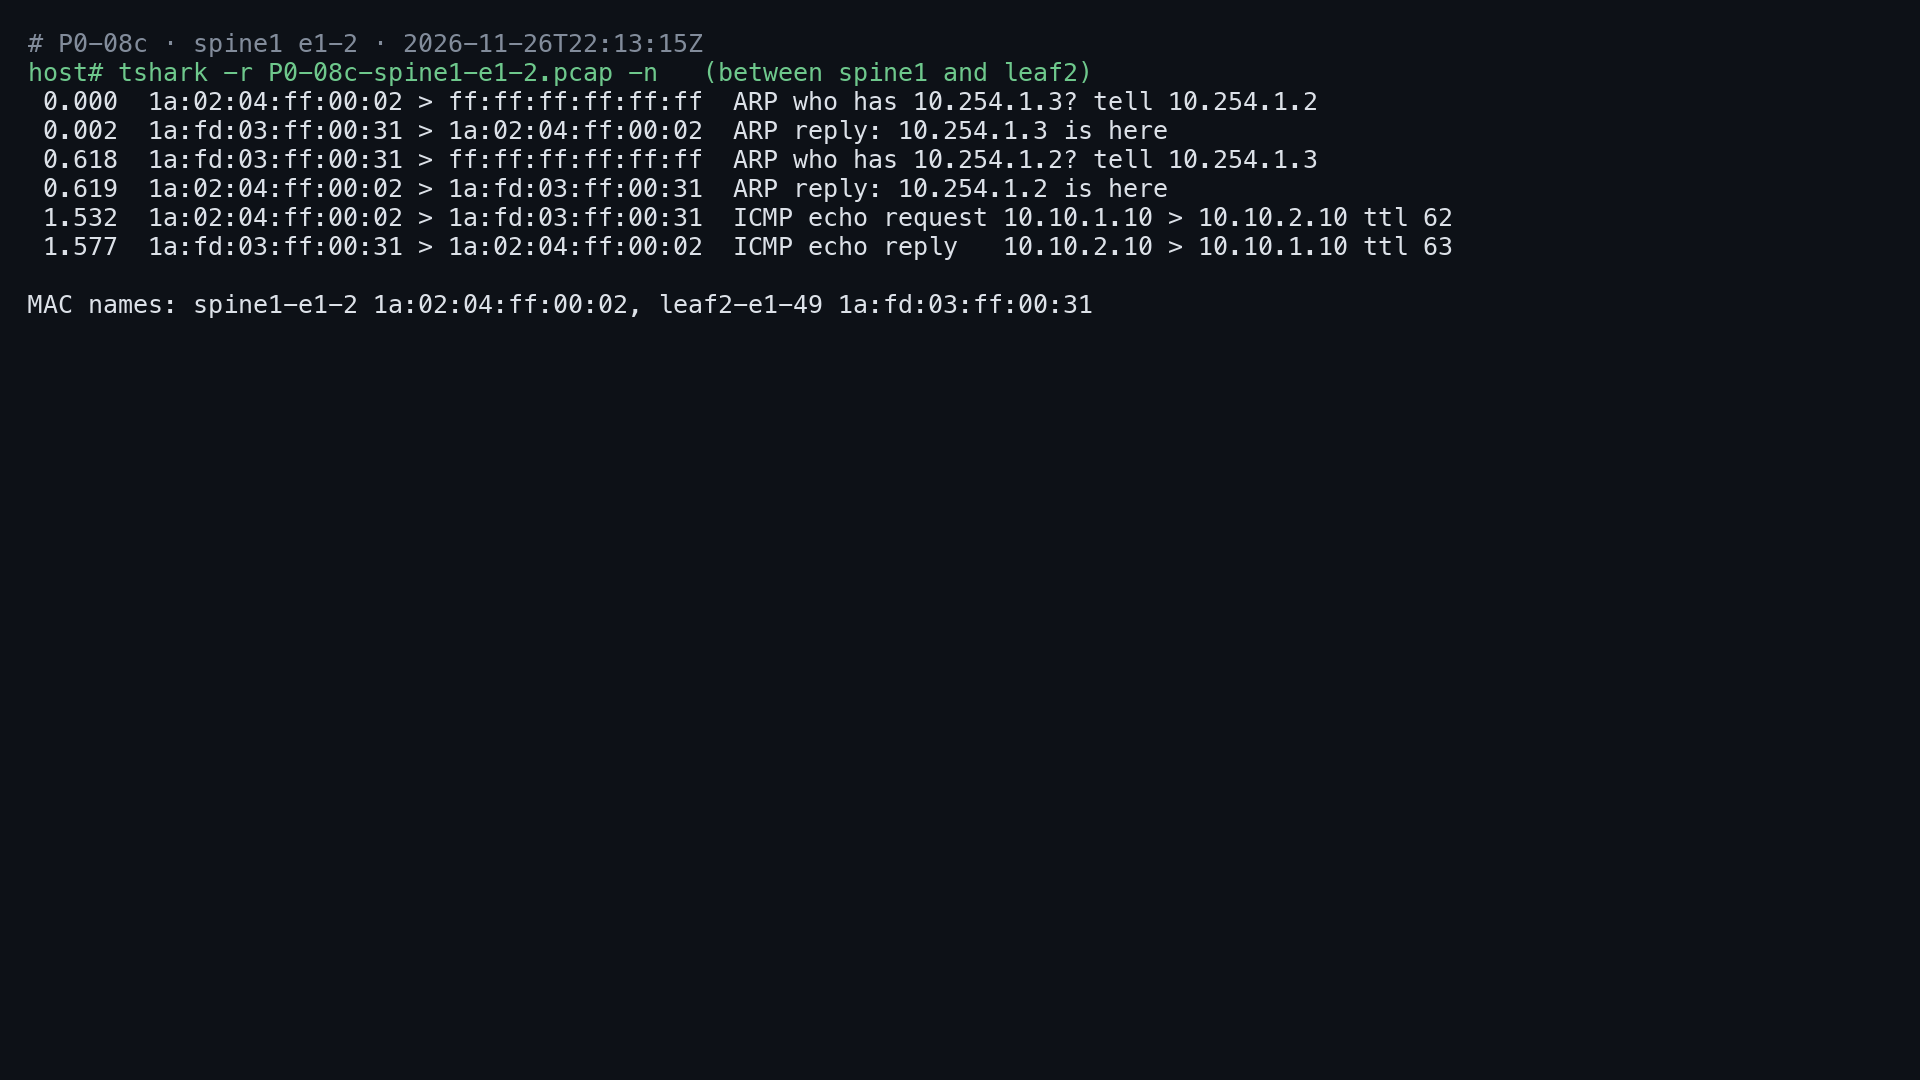 # P0-08c · spine1 e1-2 · 2026-11-26T22:13:15Z
host# tshark -r P0-08c-spine1-e1-2.pcap -n   (between spine1 and leaf2)
 0.000  1a:02:04:ff:00:02 > ff:ff:ff:ff:ff:ff  ARP who has 10.254.1.3? tell 10.254.1.2
 0.002  1a:fd:03:ff:00:31 > 1a:02:04:ff:00:02  ARP reply: 10.254.1.3 is here
 0.618  1a:fd:03:ff:00:31 > ff:ff:ff:ff:ff:ff  ARP who has 10.254.1.2? tell 10.254.1.3
 0.619  1a:02:04:ff:00:02 > 1a:fd:03:ff:00:31  ARP reply: 10.254.1.2 is here
 1.532  1a:02:04:ff:00:02 > 1a:fd:03:ff:00:31  ICMP echo request 10.10.1.10 > 10.10.2.10 ttl 62
 1.577  1a:fd:03:ff:00:31 > 1a:02:04:ff:00:02  ICMP echo reply   10.10.2.10 > 10.10.1.10 ttl 63
MAC names: spine1-e1-2 1a:02:04:ff:00:02, leaf2-e1-49 1a:fd:03:ff:00:31